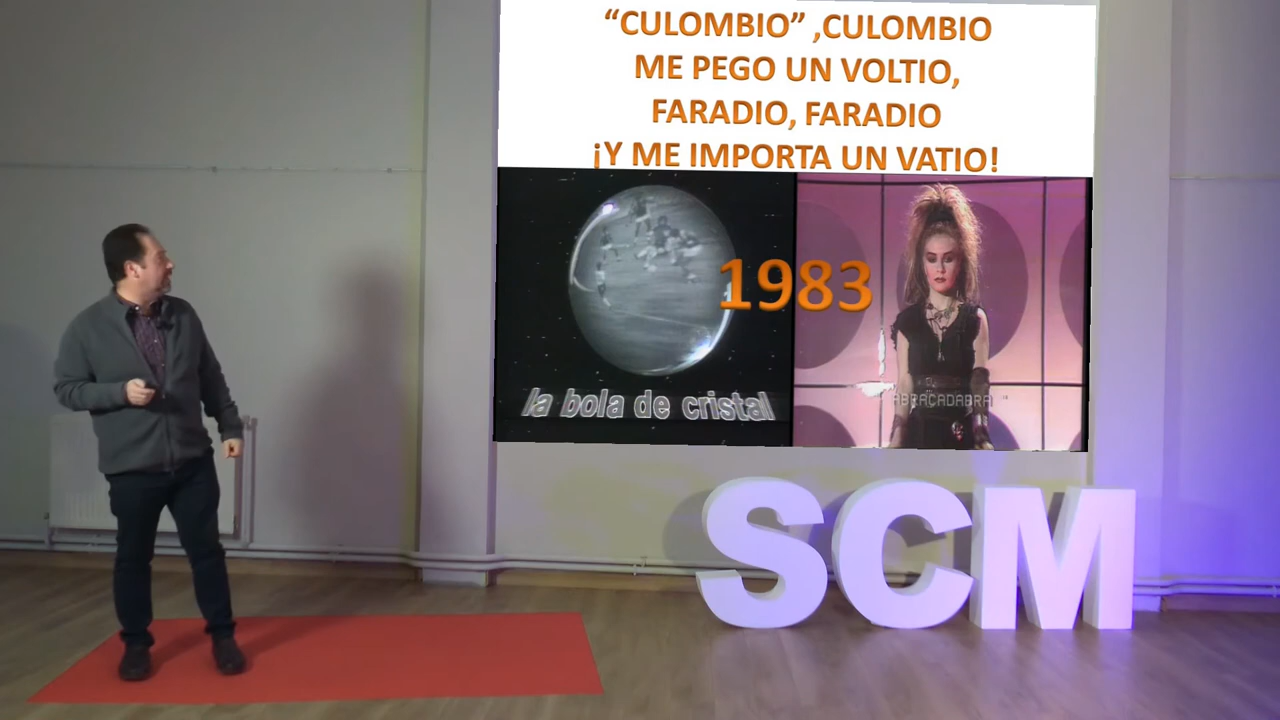 “CULOMBIO” ,CULOMBIO
ME PEGO UN VOLTIO,
FARADIO, FARADIO
¡Y ME IMPORTA UN VATIO!
1983
la bola de cristal
ABRACADABRA
SCM